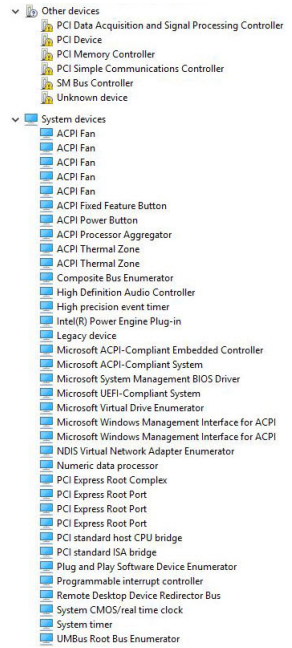 Other devices
PCI Data Acquisition and Signal Processing Controller
PCI Device
PCI Memory Controller
PCI Simple Communications Controller
SM Bus Controller
Unknown device
System devices
ACPI Fan
ACPI Fan
ACPI Fan
ACPI Fan
ACPI Fan
ACPI Fixed Feature Button
ACPI Power Button
ACPI Processor Aggregator
ACPI Thermal Zone
ACPI Thermal Zone
Composite Bus Enumerator
High Definition Audio Controller
High precision event timer
Intel(R) Power Engine Plug-in
Legacy device
Microsoft ACPI-Compliant Embedded Controller
Microsoft ACPI-Compliant System
Microsoft System Management BIOS Driver
Microsoft UEFI-Compliant System
Microsoft Virtual Drive Enumerator
Microsoft Windows Management Interface for ACPI
Microsoft Windows Management Interface for ACPI
NDIS Virtual Network Adapter Enumerator
Numeric data processor
PCI Express Root Complex
PCI Express Root Port
PCI Express Root Port
PCI Express Root Port
PCI standard host CPU bridge
PCI standard ISA bridge
Plug and Play Software Device Enumerator
Programmable interrupt controller
Remote Desktop Device Redirector Bus
System CMOS/real time clock
System timer
UMBus Root Bus Enumerator